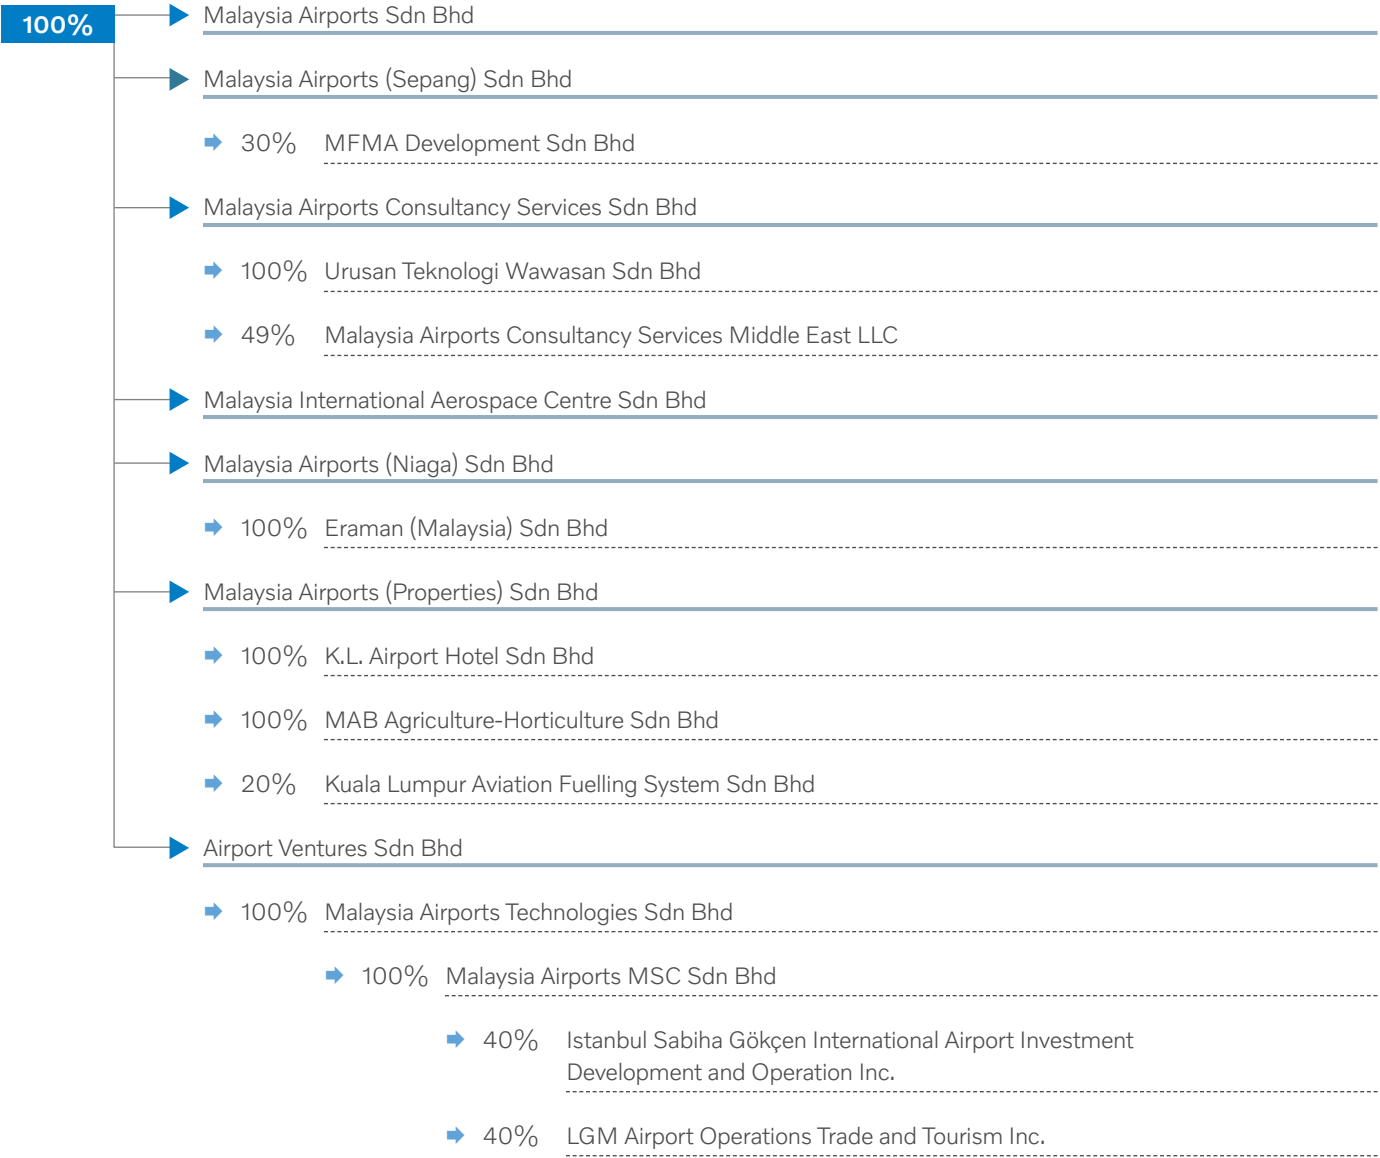 100%
Malaysia Airports Sdn Bhd
Malaysia Airports (Sepang) Sdn Bhd
30% MFMA Development Sdn Bhd
Malaysia Airports Consultancy Services Sdn Bhd
100% Urusan Teknologi Wawasan Sdn Bhd
49% Malaysia Airports Consultancy Services Middle East LLC
Malaysia International Aerospace Centre Sdn Bhd
Malaysia Airports (Niaga) Sdn Bhd
100% Eraman (Malaysia) Sdn Bhd
Malaysia Airports (Properties) Sdn Bhd
100% K.L. Airport Hotel Sdn Bhd
100% MAB Agriculture-Horticulture Sdn Bhd
20% Kuala Lumpur Aviation Fuelling System Sdn Bhd
Airport Ventures Sdn Bhd
100% Malaysia Airports Technologies Sdn Bhd
100% Malaysia Airports MSC Sdn Bhd
40% Istanbul Sabiha Gökçen International Airport Investment
Development and Operation Inc.
40% LGM Airport Operations Trade and Tourism Inc.